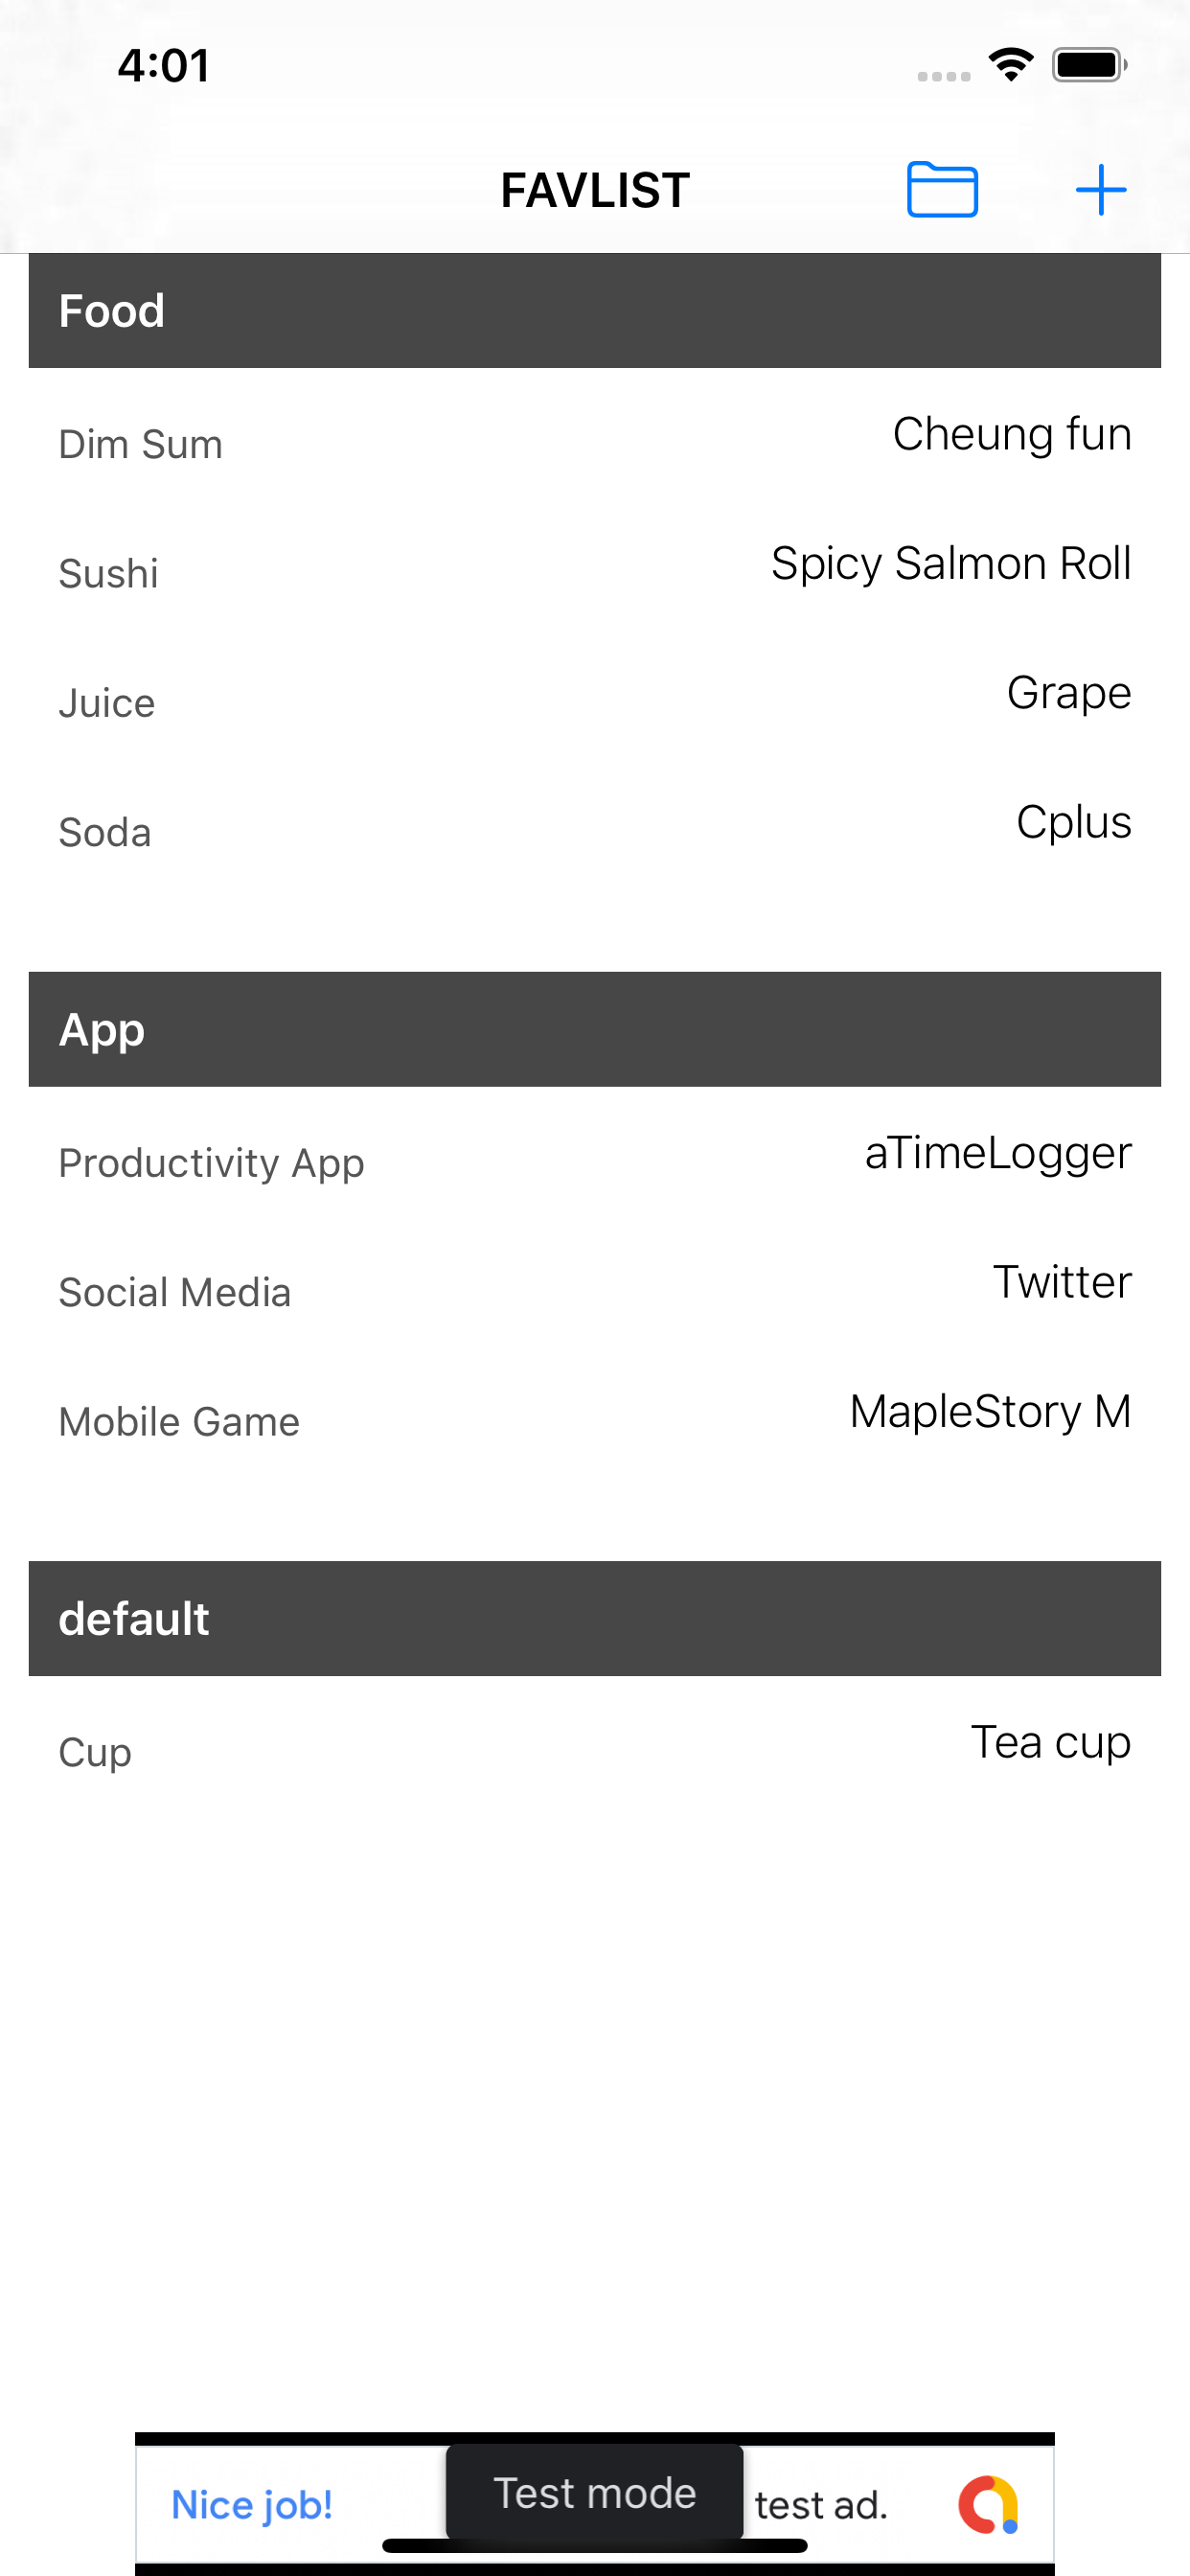 4:01
FAVLIST
Food
Dim Sum Cheung fun
Sushi Spicy Salmon Roll
Juice Grape
Soda Cplus
App
Productivity App aTimeLogger
Social Media Twitter
Mobile Game MapleStory M
default
Cup Tea cup
Nice job! Test mode test ad.